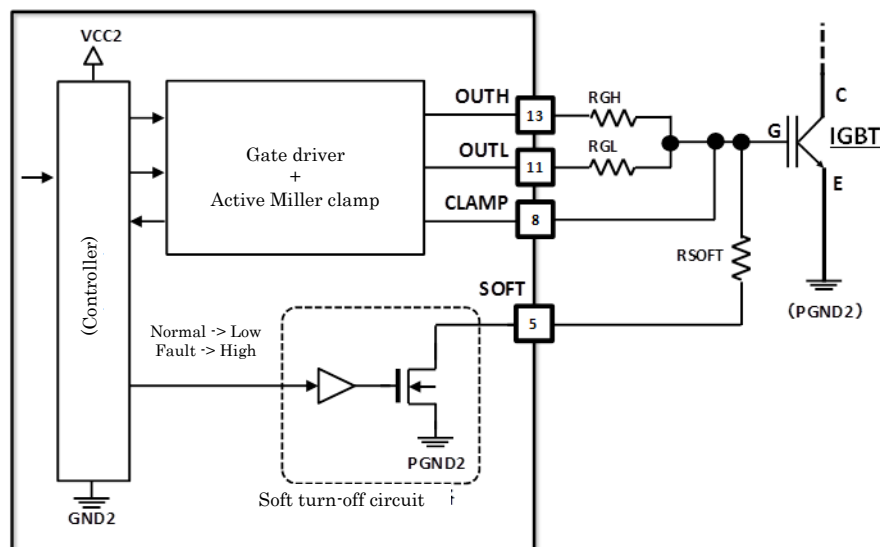 VCC2
OUTH
13
RGH
C
Gate driver
+
Active Miller clamp
OUTL
11
RGL
G
IGBT
CLAMP
8
E
(Controller)
RSOFT
SOFT
5
(PGND2)
Normal -> Low
Fault -> High
PGND2
Soft turn-off circuit
GND2